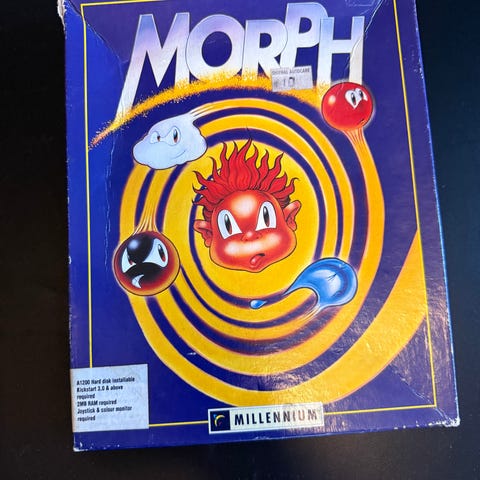 MORPH
A1200 Hard disk installable
Kickstart 3.0 & above
required
2MB RAM required
Joystick & colour monitor
required
MILLENNIUM